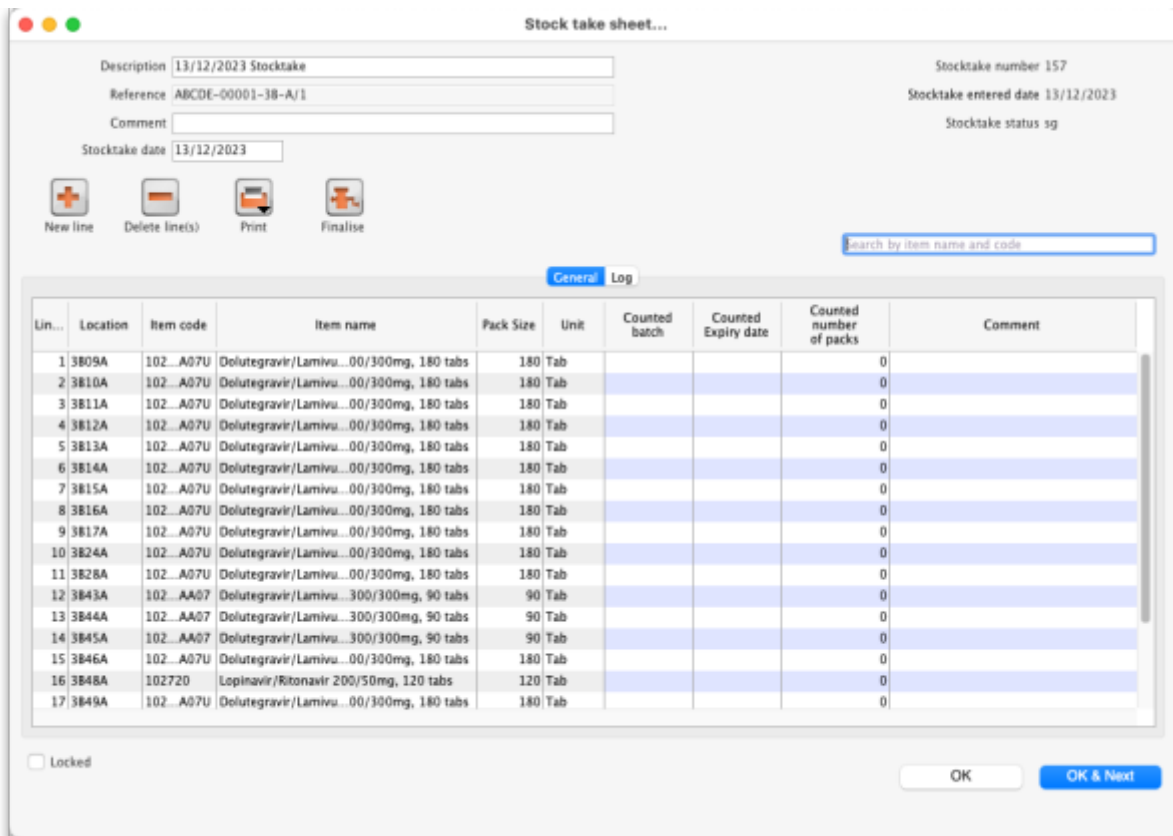 Stock take sheet...
Description 13/12/2023 Stocktake
Stocktake number 157
Reference ABCDE-00001-38-A/1
Stocktake entered date 13/12/2023
Comment
Stocktake status sg
Stocktake date 13/12/2023
New line Delete line(s) Print Finalise
Search by item name and code
General Log
Lin... Location Item code Item name Pack Size Unit Counted batch Counted Expiry date Counted number of packs Comment
1 3B09A 102...A07U Dolutegravir/Lamivu...00/300mg, 180 tabs 180 Tab 0
2 3B10A 102...A07U Dolutegravir/Lamivu...00/300mg, 180 tabs 180 Tab 0
3 3B11A 102...A07U Dolutegravir/Lamivu...00/300mg, 180 tabs 180 Tab 0
4 3B12A 102...A07U Dolutegravir/Lamivu...00/300mg, 180 tabs 180 Tab 0
5 3B13A 102...A07U Dolutegravir/Lamivu...00/300mg, 180 tabs 180 Tab 0
6 3B14A 102...A07U Dolutegravir/Lamivu...00/300mg, 180 tabs 180 Tab 0
7 3B15A 102...A07U Dolutegravir/Lamivu...00/300mg, 180 tabs 180 Tab 0
8 3B16A 102...A07U Dolutegravir/Lamivu...00/300mg, 180 tabs 180 Tab 0
9 3B17A 102...A07U Dolutegravir/Lamivu...00/300mg, 180 tabs 180 Tab 0
10 3B24A 102...A07U Dolutegravir/Lamivu...00/300mg, 180 tabs 180 Tab 0
11 3B28A 102...A07U Dolutegravir/Lamivu...00/300mg, 180 tabs 180 Tab 0
12 3B43A 102...AA07 Dolutegravir/Lamivu...300/300mg, 90 tabs 90 Tab 0
13 3B44A 102...AA07 Dolutegravir/Lamivu...300/300mg, 90 tabs 90 Tab 0
14 3B45A 102...AA07 Dolutegravir/Lamivu...300/300mg, 90 tabs 90 Tab 0
15 3B46A 102...A07U Dolutegravir/Lamivu...00/300mg, 180 tabs 180 Tab 0
16 3B48A 102720 Lopinavir/Ritonavir 200/50mg, 120 tabs 120 Tab 0
17 3B49A 102...A07U Dolutegravir/Lamivu...00/300mg, 180 tabs 180 Tab 0
Locked
OK OK & Next